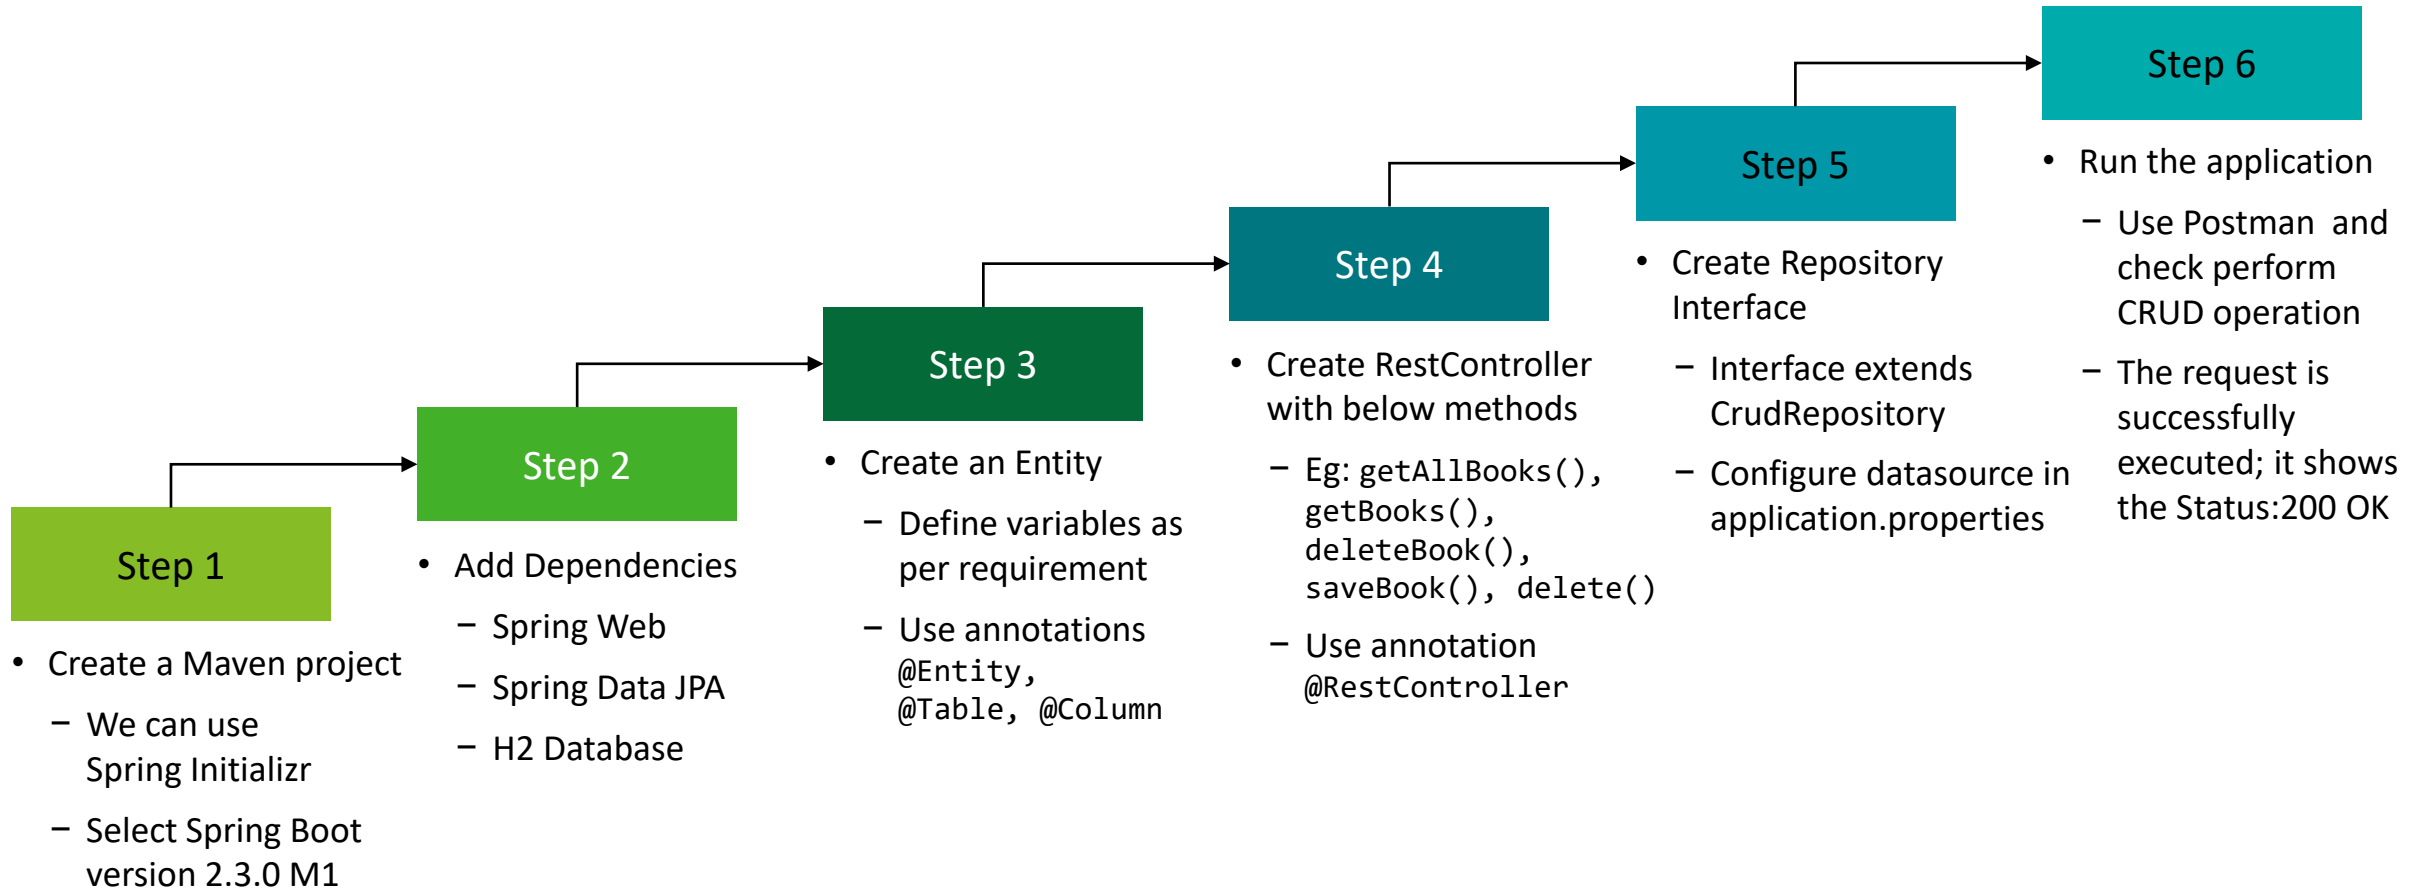 Step 1
• Create a Maven project
– We can use
Spring Initializr
– Select Spring Boot
version 2.3.0 M1
Step 2
• Add Dependencies
– Spring Web
– Spring Data JPA
– H2 Database
Step 3
• Create an Entity
– Define variables as
per requirement
– Use annotations
@Entity,
@Table, @Column
Step 4
• Create RestController
with below methods
– Eg: getAllBooks(),
getBooks(),
deleteBook(),
saveBook(), delete()
– Use annotation
@RestController
Step 5
• Create Repository
Interface
– Interface extends
CrudRepository
– Configure datasource in
application.properties
Step 6
• Run the application
– Use Postman  and
check perform
CRUD operation
– The request is
successfully
executed; it shows
the Status:200 OK